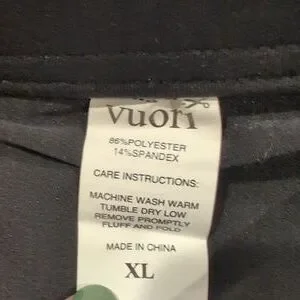 vuori
86%POLYESTER
14%SPANDEX
CARE INSTRUCTIONS:
MACHINE WASH WARM
TUMBLE DRY LOW
REMOVE PROMPTLY
FLUFF AND FOLD
MADE IN CHINA
XL